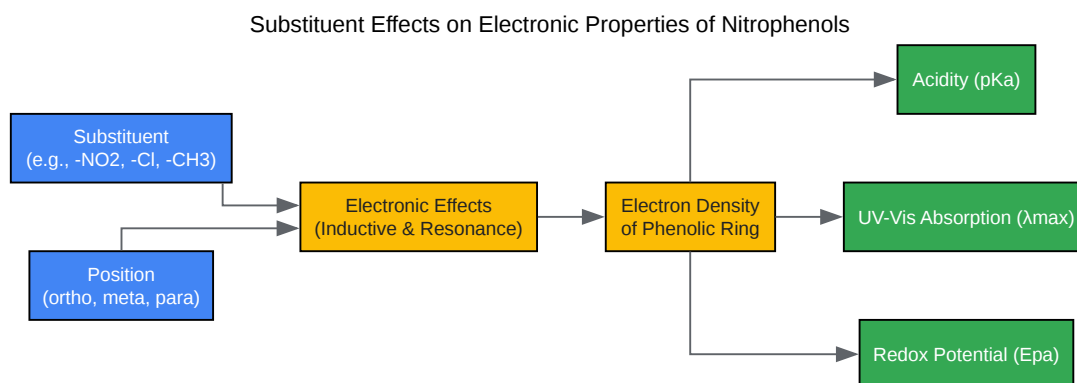 Substituent Effects on Electronic Properties of Nitrophenols
Acidity (pKa)
Substituent
(e.g., -NO2, -Cl, -CH3)
Electronic Effects
(Inductive & Resonance)
Electron Density
of Phenolic Ring
UV-Vis Absorption (λmax)
Position
(ortho, meta, para)
Redox Potential (Epa)